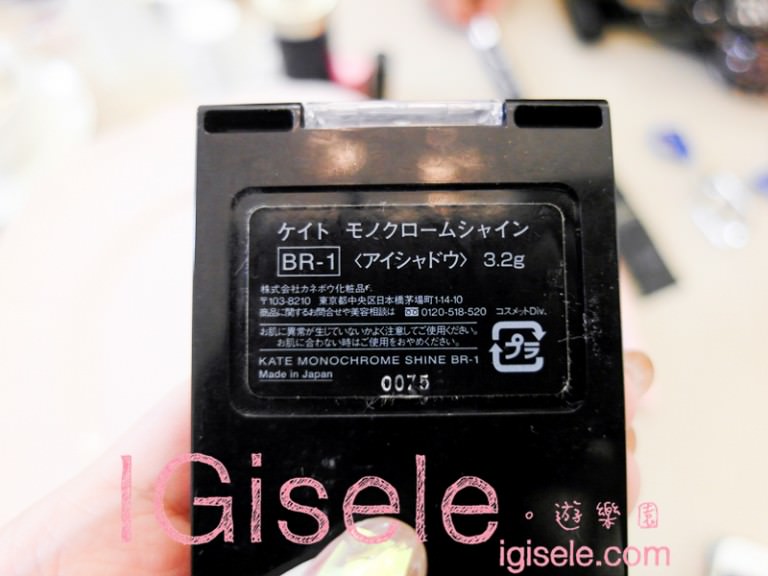 ケイト モノクロームシャイン
BR-1 〈アイシャドウ〉 3.2g
株式会社カネボウ化粧品F.
〒103-8210 東京都中央区日本橋茅場町1-14-10
商品に関するお問合せや美容相談は 0120-518-520 コスメットDiv.
お肌に異常が生じていないかよく注意してご使用ください。
お肌に合わない時はご使用をおやめください。
プラ
KATE MONOCHROME SHINE BR-1
Made in Japan
0075
IGisele。遊樂園
igisele.com